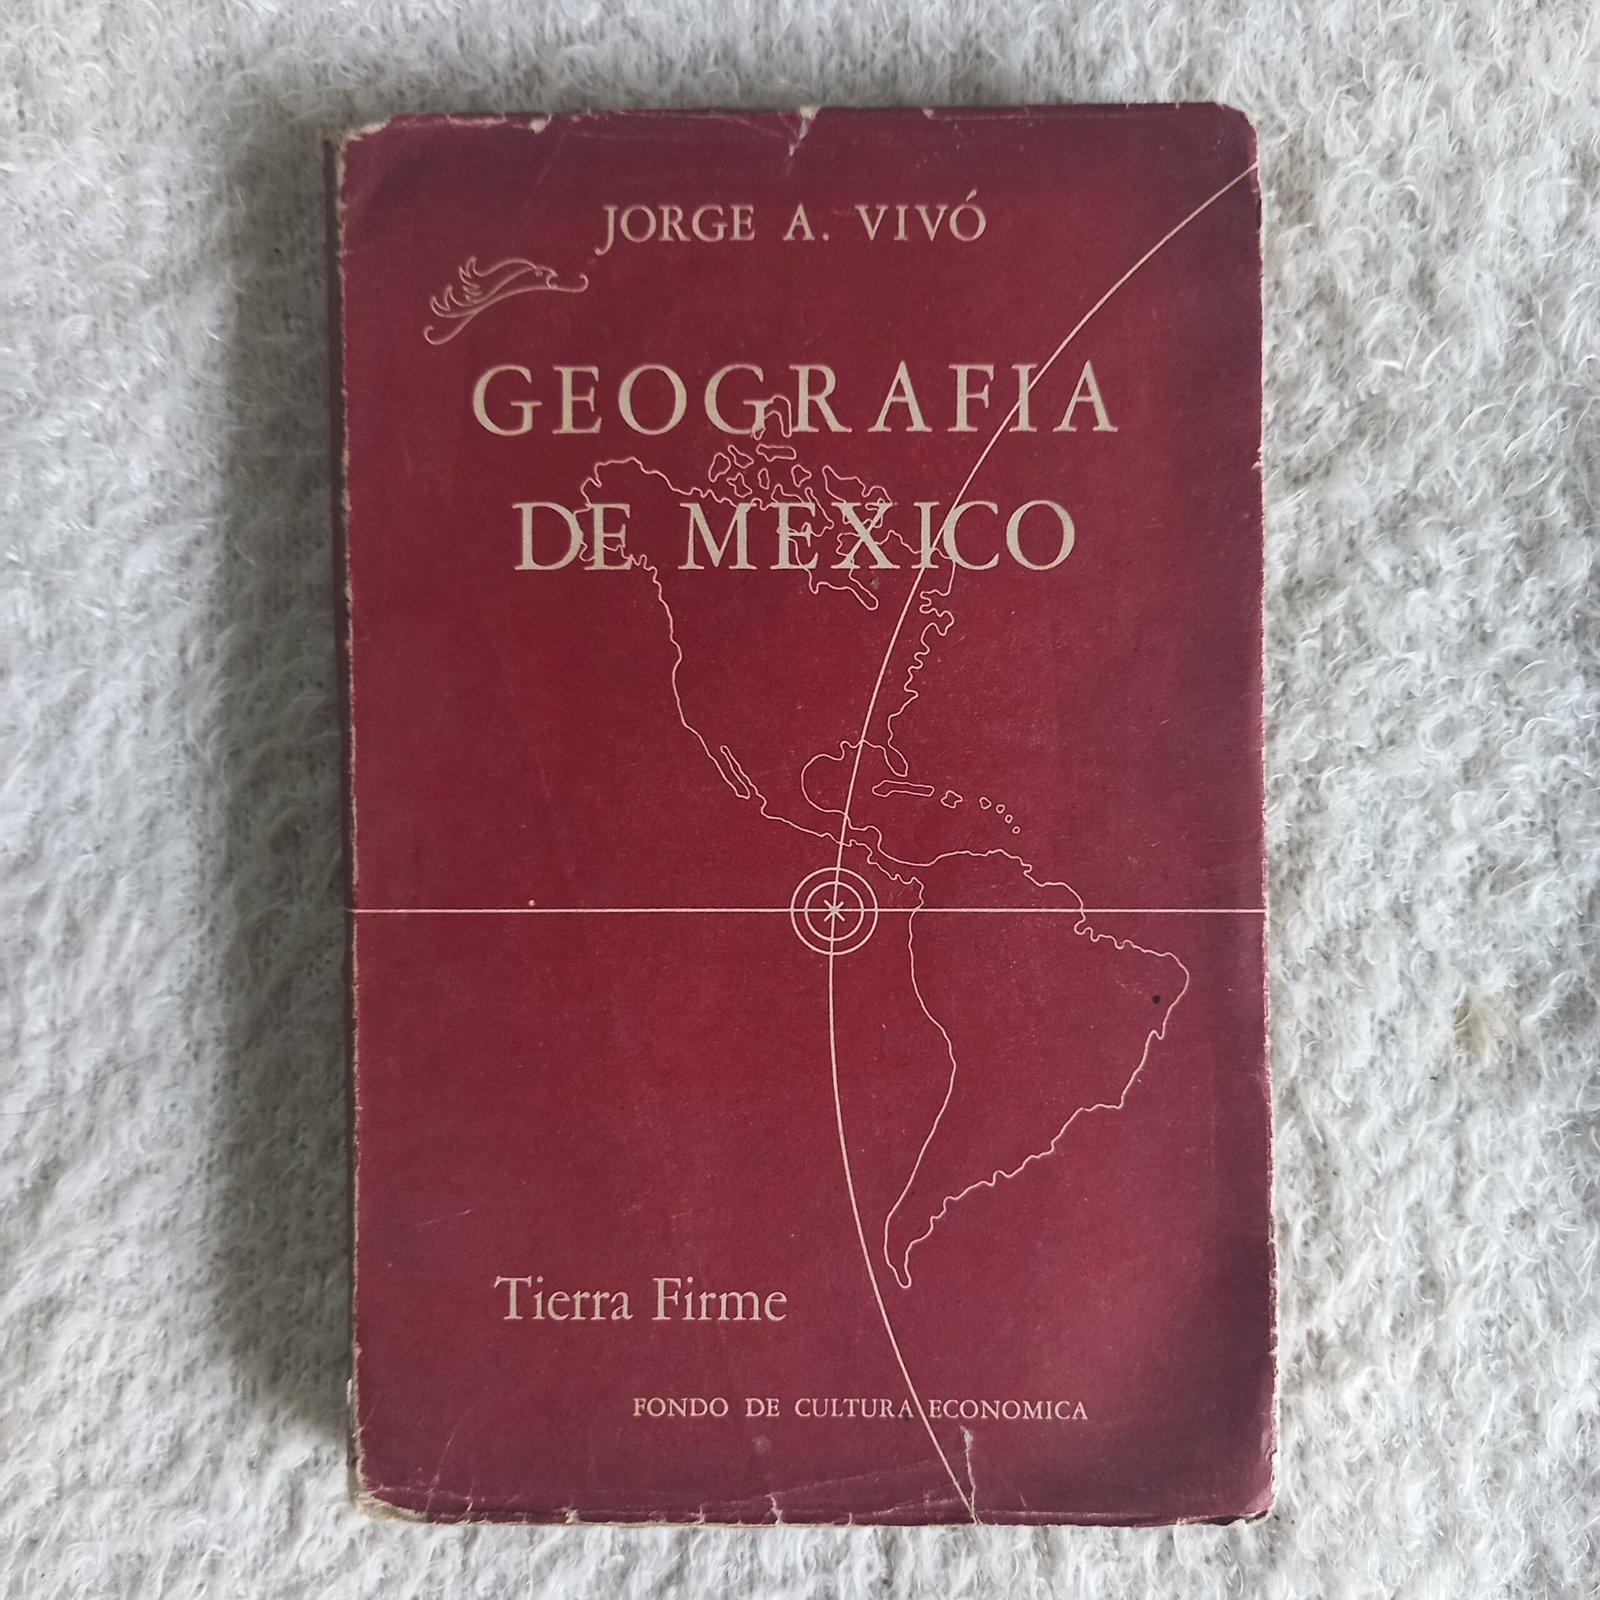 JORGE A. VIVÓ
GEOGRAFIA
DE MEXICO
Tierra Firme
FONDO DE CULTURA ECONOMICA